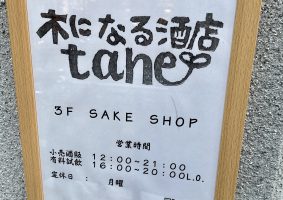 木になる酒店
tane
3F SAKE SHOP
営業時間
小売酒販 12:00~21:00
有料試飲 16:00~20:00L.O.
定休日 : 月曜